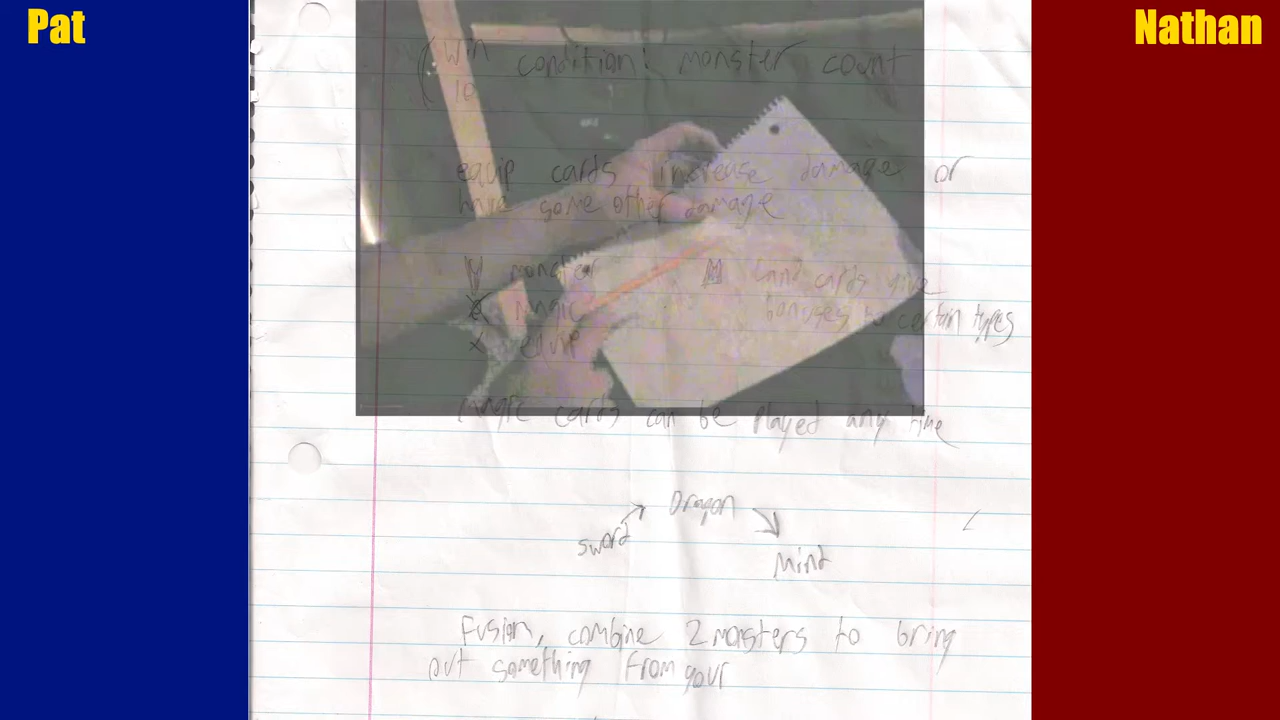 Pat
Nathan
(Win condition: monster count
10
equip cards increase damage or
have some other damage
monster
land cards give
magic
bonuses to certain types
equip
Magic cards can be played any time
Dragon
sword
Mind
Fusion, combine 2 monsters to bring
out something from your